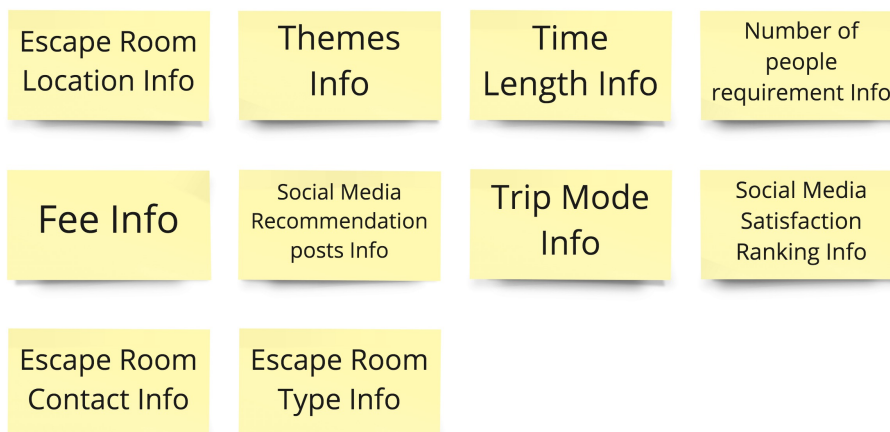 Escape Room
Location Info
Themes
Info
Time
Length Info
Number of
people
requirement Info
Fee Info
Social Media
Recommendation
posts Info
Trip Mode
Info
Social Media
Satisfaction
Ranking Info
Escape Room
Contact Info
Escape Room
Type Info